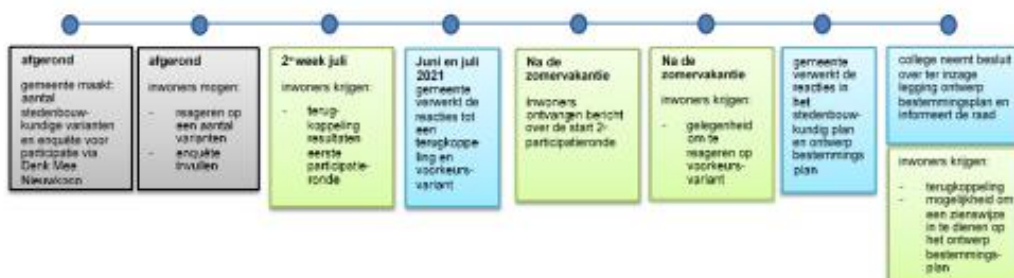 afgerond
gemeente maakt:
aantal
stedenbouw-
kundige varianten
en enquête voor
participatie via
Denk Mee
Nieuwkoop
afgerond
inwoners mogen:
- reageren op
een aantal
varianten
- enquête
invullen
2e week juli
inwoners krijgen:
- terug-
koppeling
resultaten
eerste
participatie-
ronde
Juni en juli
2021
gemeente
verwerkt de
reacties tot
een
terugkoppe-
ling en
voorkeurs-
variant
Na de
zomervakantie
inwoners
ontvangen bericht
over de start 2e
participatieronde
Na de
zomervakantie
inwoners krijgen:
- gelegenheid
om te
reageren op
voorkeurs-
variant
gemeente
verwerkt de
reacties in
het
stedenbouw-
kundig plan
en ontwerp
bestemmings
plan
college neemt besluit
over ter inzage
legging ontwerp
bestemmingsplan en
informeert de raad
inwoners krijgen:
- terugkoppeling
- mogelijkheid om
een zienswijze
in te dienen op
het ontwerp
bestemmings-
plan